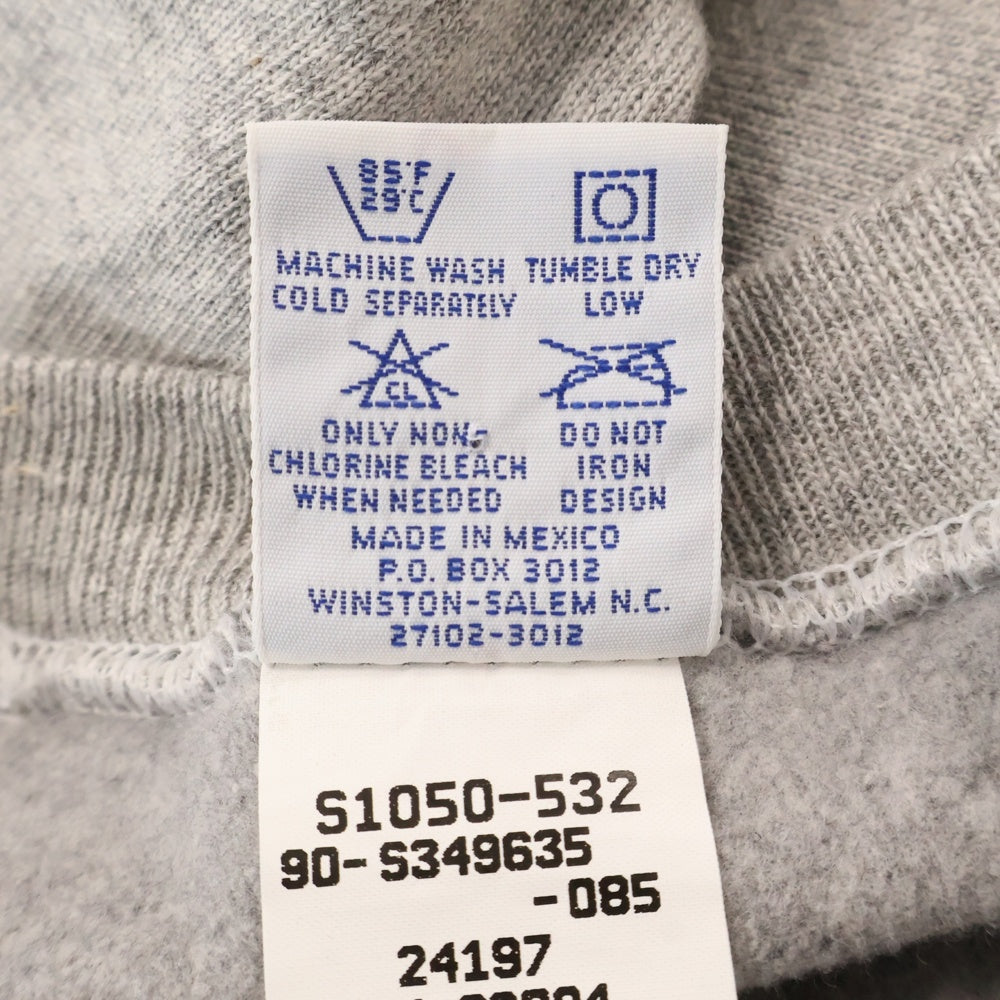 85°F
29°C
MACHINE WASH
COLD SEPARATELY
TUMBLE DRY
LOW
CL
ONLY NON-
CHLORINE BLEACH
WHEN NEEDED
DO NOT
IRON
DESIGN
MADE IN MEXICO
P.O. BOX 3012
WINSTON-SALEM N.C.
27102-3012
S1050-532
90-S349635
-085
24197